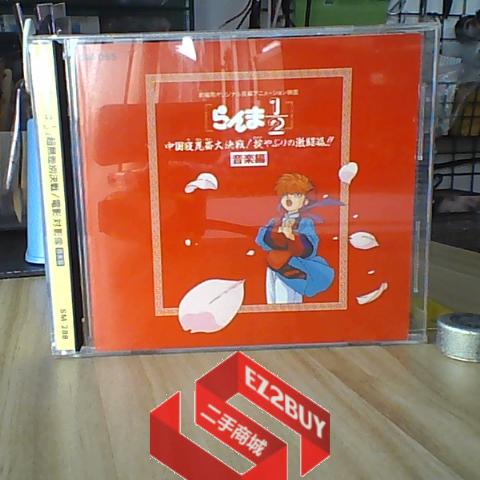 劇場用オリジナル長編アニメーション映画
らんま1/2
中国寝崑崙大決戦!掟やぶりの激闘篇!!
音楽編
SM 288
EZ2BUY
二手商城